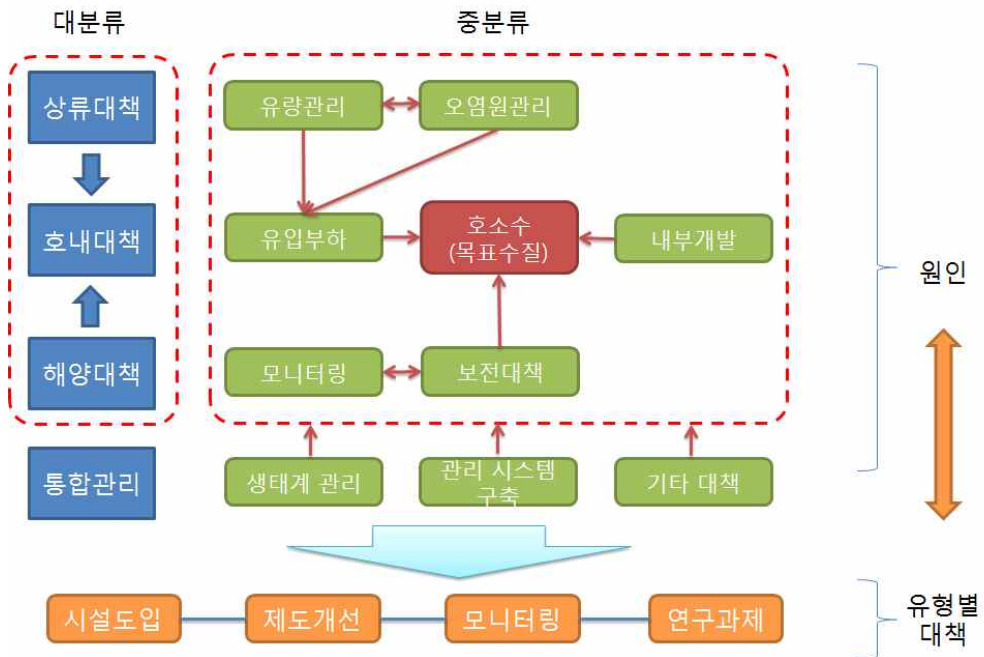 대분류
중분류
상류대책
유량관리
오염원관리
호내대책
유입부하
호소수
(목표수질)
내부개발
원인
해양대책
모니터링
보전대책
통합관리
생태계 관리
관리 시스템
구축
기타 대책
시설도입
제도개선
모니터링
연구과제
유형별
대책